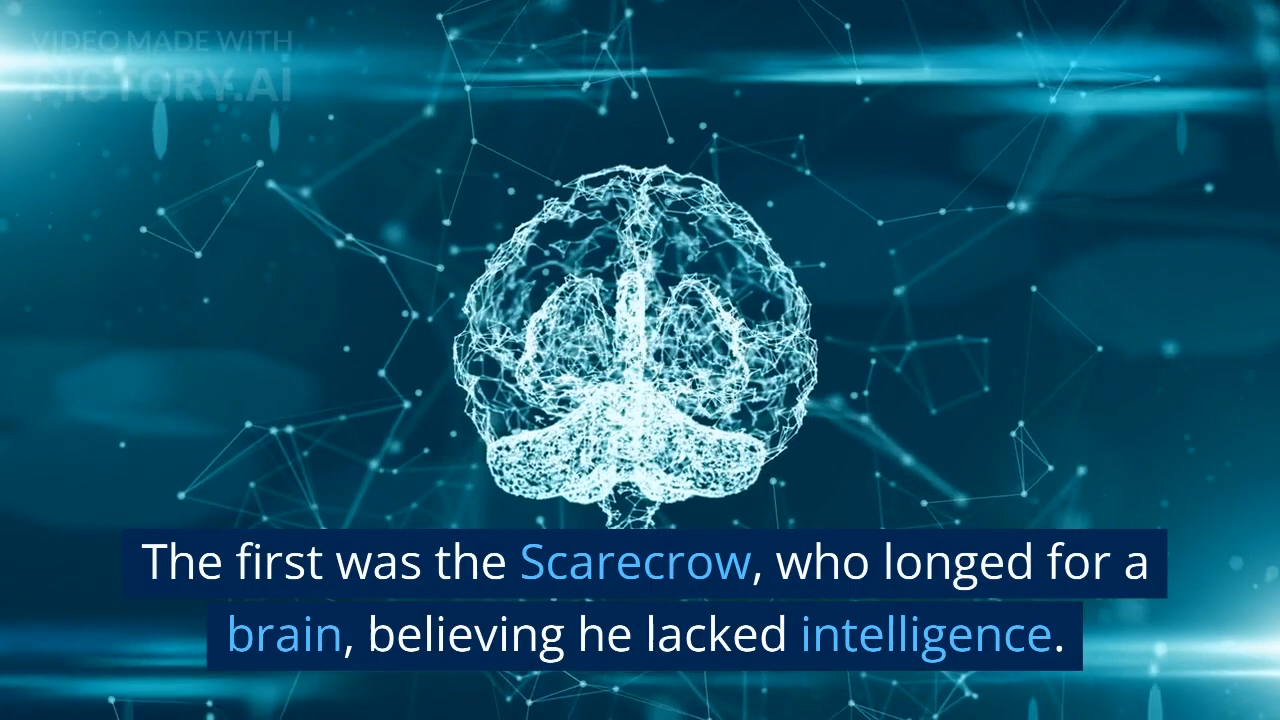 VIDEO MADE WITH
PICTORY.AI
The first was the Scarecrow, who longed for a
brain, believing he lacked intelligence.